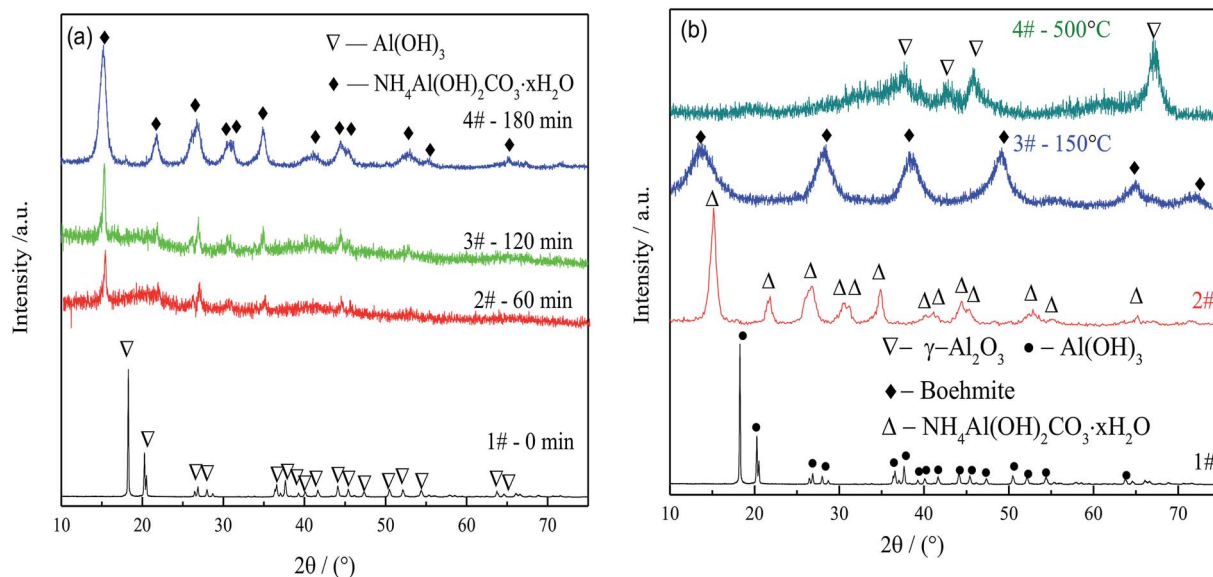 (a)
▽ — Al(OH)₃
◆ — NH₄Al(OH)₂CO₃·xH₂O
4# - 180 min
3# - 120 min
2# - 60 min
1# - 0 min
Intensity /a.u.
10 20 30 40 50 60 70
2θ / (°)
(b)
4# - 500°C
3# - 150°C
2#
▽– γ–Al₂O₃ ●– Al(OH)₃
◆– Boehmite
Δ – NH₄Al(OH)₂CO₃·xH₂O
1#
Intensity / a.u.
10 20 30 40 50 60 70
2θ / (°)